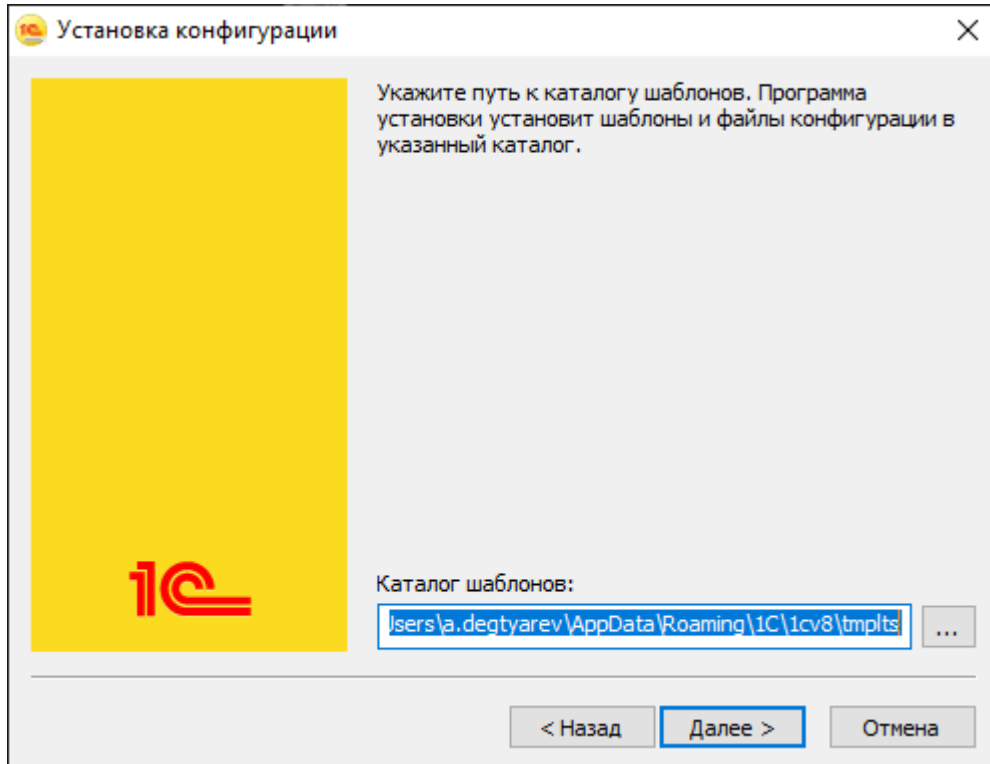 Установка конфигурации
Укажите путь к каталогу шаблонов. Программа
установки установит шаблоны и файлы конфигурации в
указанный каталог.
1С
Каталог шаблонов:
Users\a.degtyarev\AppData\Roaming\1C\1cv8\tmplts
...
< Назад
Далее >
Отмена